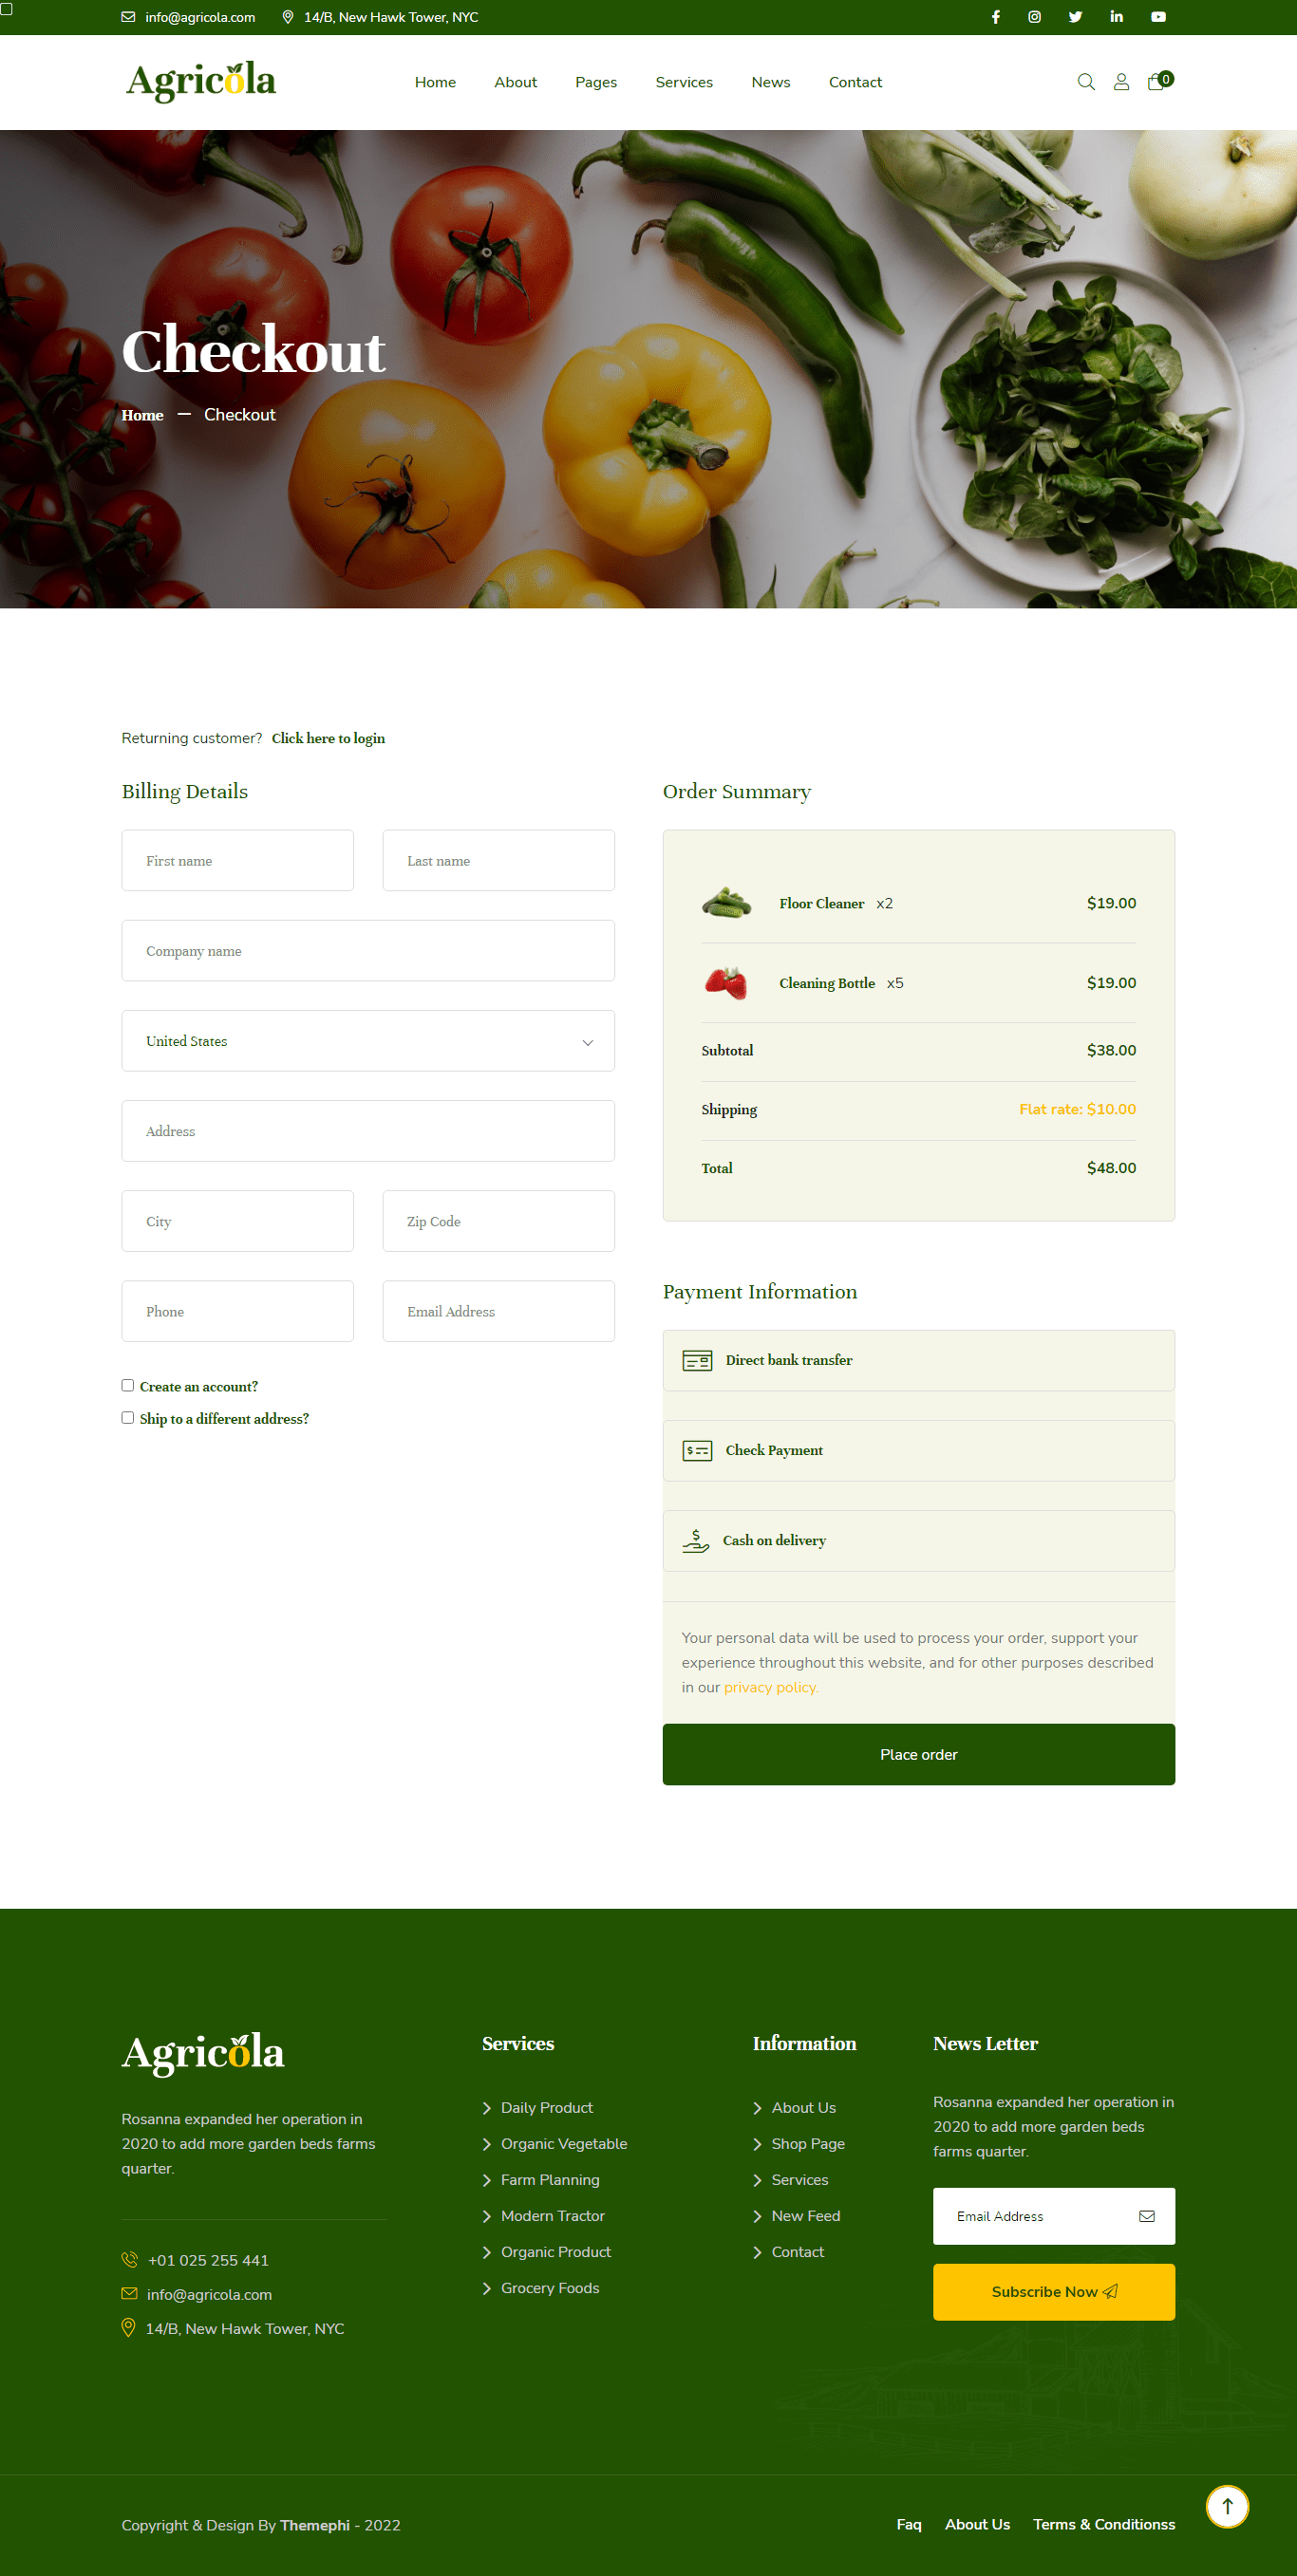 info@agricola.com 14/B, New Hawk Tower, NYC
Agricola Home About Pages Services News Contact 0
Checkout
Home — Checkout
Returning customer? Click here to login
Billing Details
First name Last name
Company name
United States
Address
City Zip Code
Phone Email Address
Create an account?
Ship to a different address?
Order Summary
Floor Cleaner x2 $19.00
Cleaning Bottle x5 $19.00
Subtotal $38.00
Shipping Flat rate: $10.00
Total $48.00
Payment Information
Direct bank transfer
$ Check Payment
$ Cash on delivery
Your personal data will be used to process your order, support your
experience throughout this website, and for other purposes described
in our privacy policy.
Place order
Agricola
Rosanna expanded her operation in
2020 to add more garden beds farms
quarter.
+01 025 255 441
info@agricola.com
14/B, New Hawk Tower, NYC
Services
Daily Product
Organic Vegetable
Farm Planning
Modern Tractor
Organic Product
Grocery Foods
Information
About Us
Shop Page
Services
New Feed
Contact
News Letter
Rosanna expanded her operation in
2020 to add more garden beds
farms quarter.
Email Address
Subscribe Now
Copyright & Design By Themephi - 2022
Faq About Us Terms & Conditionss